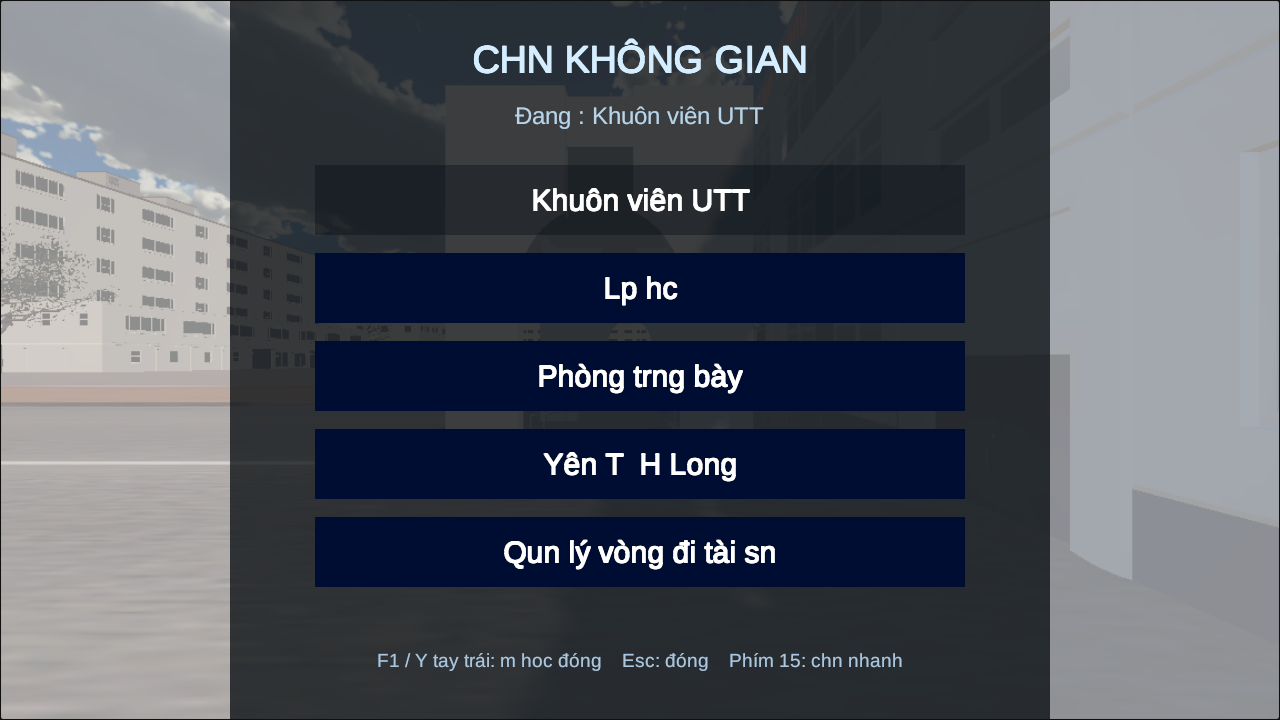 CHN KHÔNG GIAN
Đang : Khuôn viên UTT
Khuôn viên UTT
Lp hc
Phòng trng bày
Yên T  H Long
Qun lý vòng đi tài sn
F1 / Y tay trái: m hoc đóng    Esc: đóng    Phím 15: chn nhanh